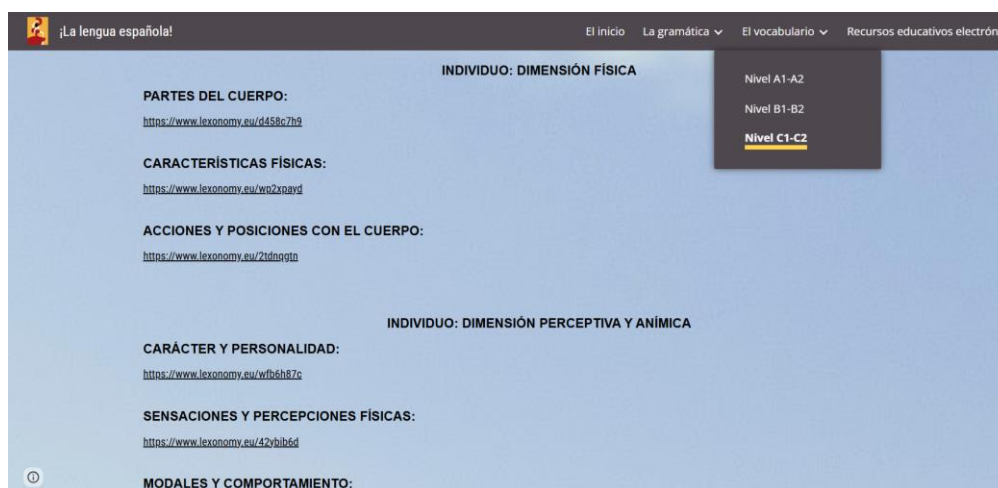 ¡La lengua española!
El inicio La gramática El vocabulario Recursos educativos electrón
Nivel A1-A2
Nivel B1-B2
Nivel C1-C2
INDIVIDUO: DIMENSIÓN FÍSICA
PARTES DEL CUERPO:
https://www.lexonomy.eu/d458c7h9
CARACTERÍSTICAS FÍSICAS:
https://www.lexonomy.eu/wp2xpayd
ACCIONES Y POSICIONES CON EL CUERPO:
https://www.lexonomy.eu/2tdnqgtn
INDIVIDUO: DIMENSIÓN PERCEPTIVA Y ANÍMICA
CARÁCTER Y PERSONALIDAD:
https://www.lexonomy.eu/wfb6h87c
SENSACIONES Y PERCEPCIONES FÍSICAS:
https://www.lexonomy.eu/42ybib6d
MODALES Y COMPORTAMIENTO: